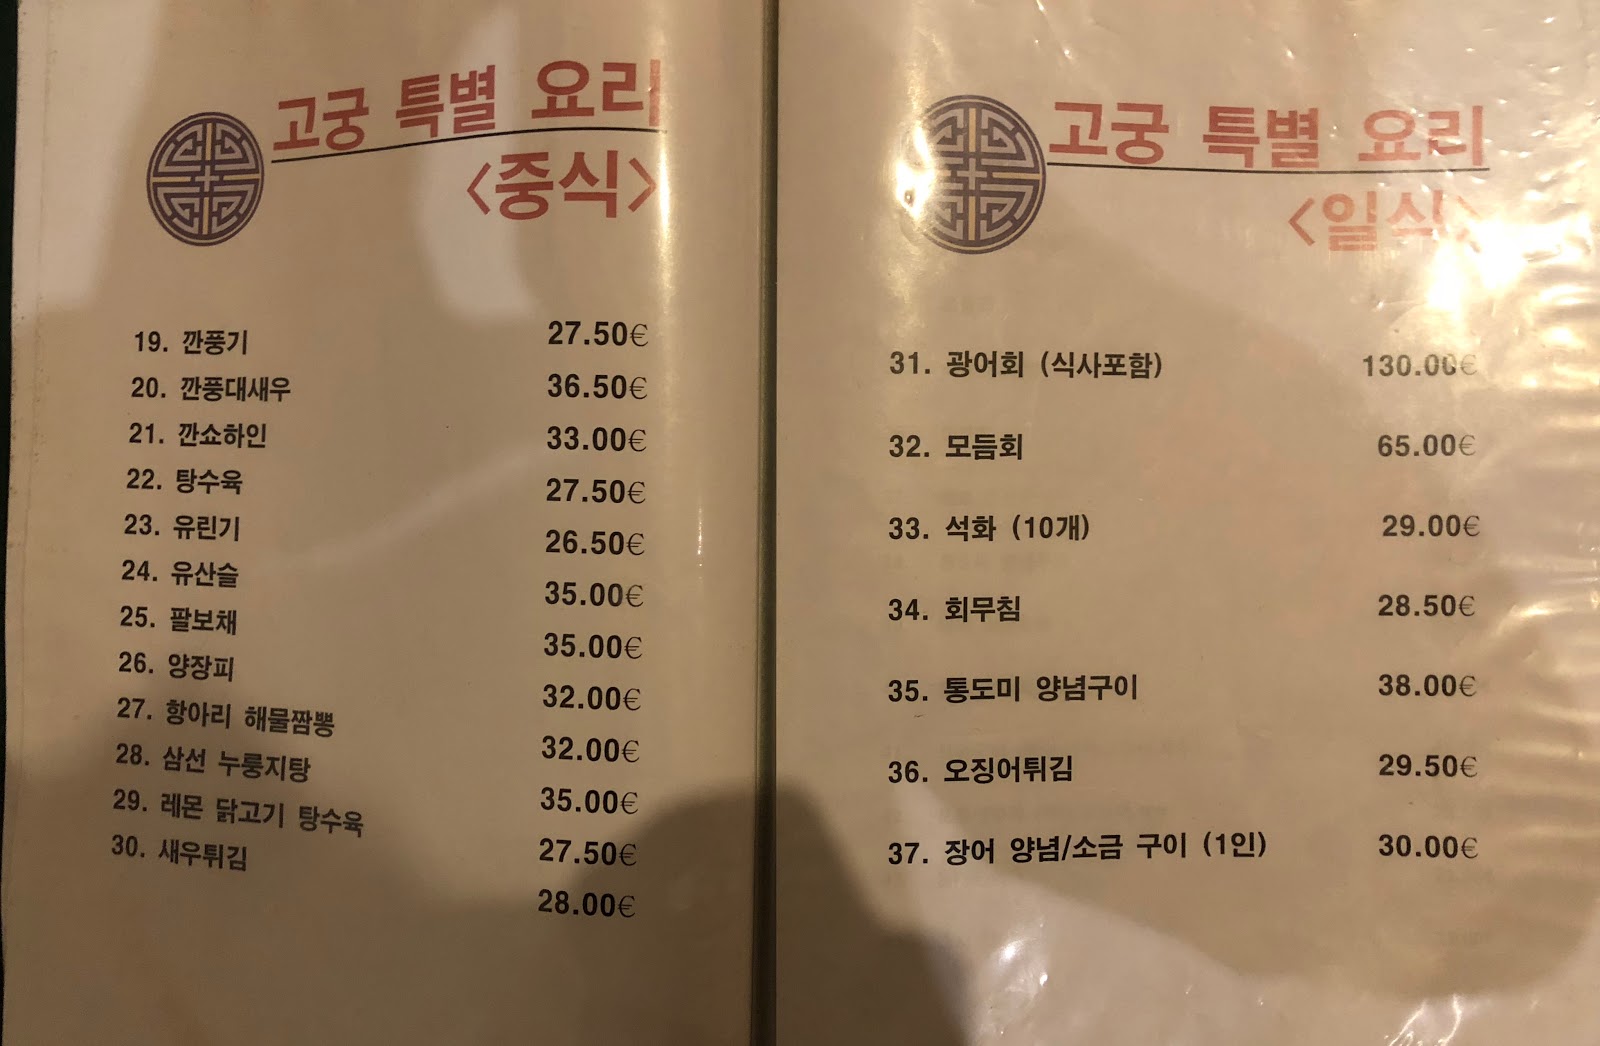 고궁 특별 요리
<중식>
19. 깐풍기 27.50€
20. 깐풍대새우 36.50€
21. 깐쇼하인 33.00€
22. 탕수육 27.50€
23. 유린기 26.50€
24. 유산슬 35.00€
25. 팔보채 35.00€
26. 양장피 32.00€
27. 항아리 해물짬뽕 32.00€
28. 삼선 누룽지탕 35.00€
29. 레몬 닭고기 탕수육 27.50€
30. 새우튀김 28.00€
고궁 특별 요리
<일식>
31. 광어회 (식사포함) 130.00€
32. 모듬회 65.00€
33. 석화 (10개) 29.00€
34. 회무침 28.50€
35. 통도미 양념구이 38.00€
36. 오징어튀김 29.50€
37. 장어 양념/소금 구이 (1인) 30.00€